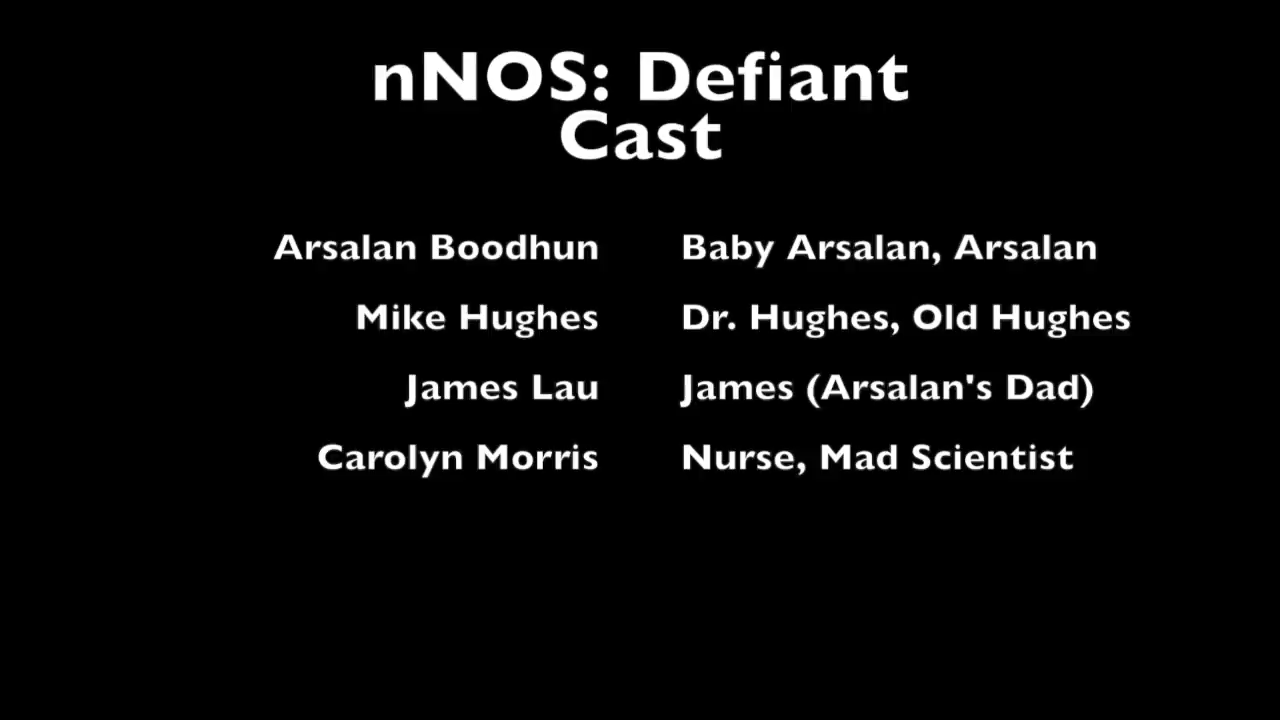 nNOS: Defiant
Cast
Arsalan Boodhun Baby Arsalan, Arsalan
Mike Hughes Dr. Hughes, Old Hughes
James Lau James (Arsalan's Dad)
Carolyn Morris Nurse, Mad Scientist